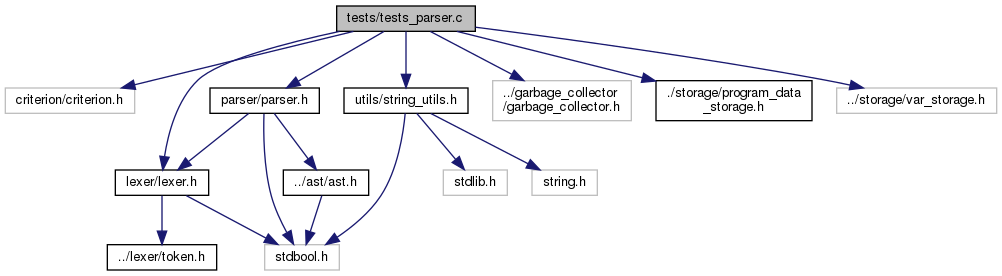 tests/tests_parser.c
criterion/criterion.h
parser/parser.h
utils/string_utils.h
../garbage_collector
/garbage_collector.h
./storage/program_data
_storage.h
../storage/var_storage.h
lexer/lexer.h
../ast/ast.h
stdlib.h
string.h
../lexer/token.h
stdbool.h